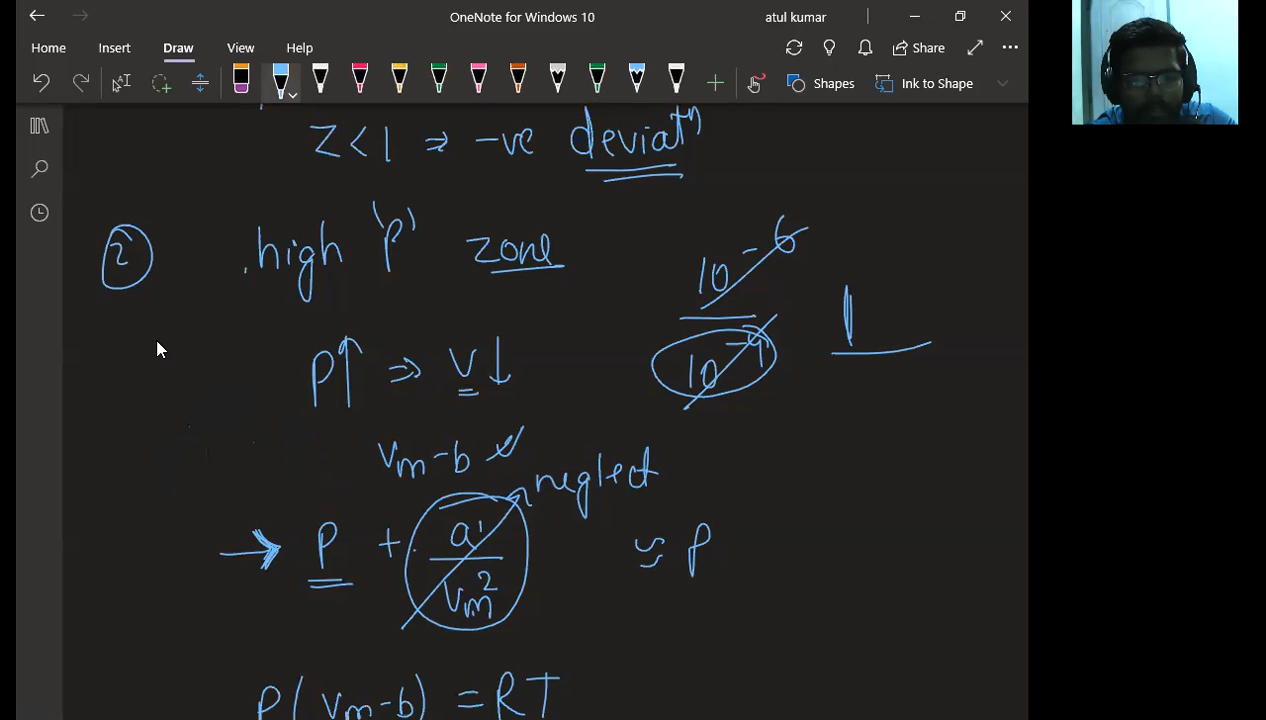 OneNote for Windows 10
atul kumar
Home Insert Draw View Help
Share
Shapes
Ink to Shape
Z < 1 ⇒ -ve deviatⁿ
② high 'P' zone
10⁻⁶
10⁻⁴
1
P↑ ⇒ V↓
Vm - b ✓
neglect
→ P + a/Vm² ≈ P
P(Vm-b) = RT